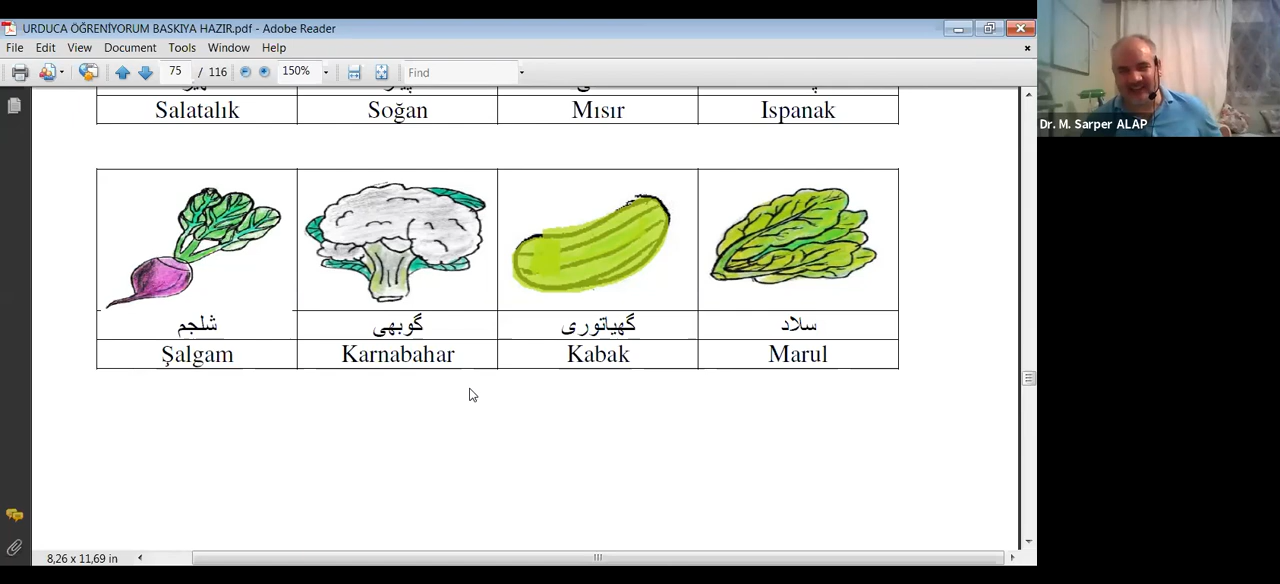 URDUCA ÖĞRENİYORUM BASKIYA HAZIR.pdf - Adobe Reader
File Edit View Document Tools Window Help
75 / 116 150% Find
Salatalık Soğan Mısır Ispanak
شلجم گوبھی گھیاتوری سلاد
Şalgam Karnabahar Kabak Marul
8,26 x 11,69 in
Dr. M. Sarper ALAP